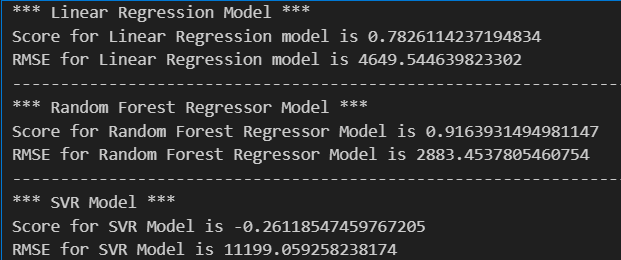 *** Linear Regression Model ***
Score for Linear Regression model is 0.7826114237194834
RMSE for Linear Regression model is 4649.544639823302
----------------------------------------------------------------
*** Random Forest Regressor Model ***
Score for Random Forest Regressor Model is 0.9163931494981147
RMSE for Random Forest Regressor Model is 2883.4537805460754
----------------------------------------------------------------
*** SVR Model ***
Score for SVR Model is -0.26118547459767205
RMSE for SVR Model is 11199.059258238174